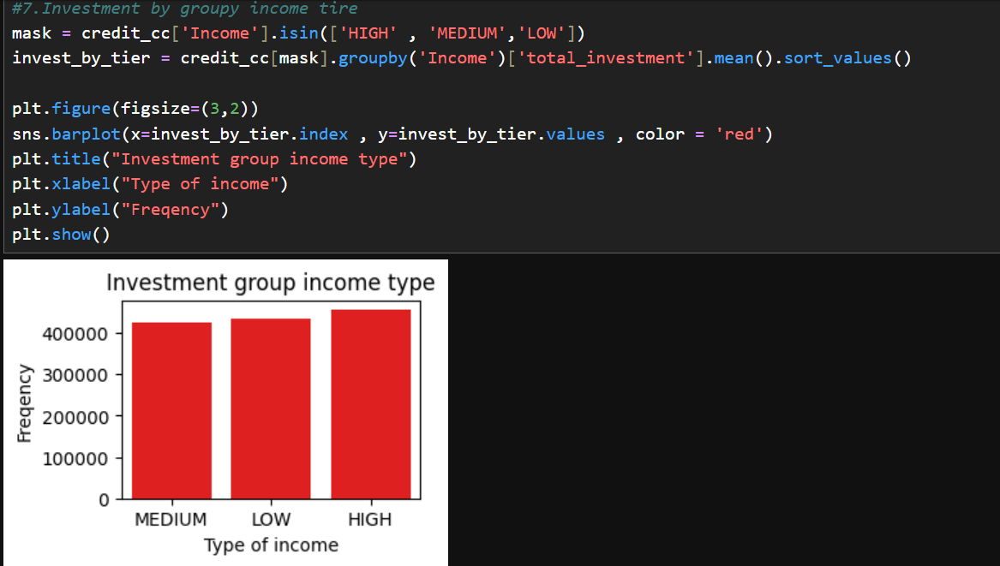 #7.Investment by groupy income tire
mask = credit_cc['Income'].isin(['HIGH' , 'MEDIUM','LOW'])
invest_by_tier = credit_cc[mask].groupby('Income')['total_investment'].mean().sort_values()
plt.figure(figsize=(3,2))
sns.barplot(x=invest_by_tier.index , y=invest_by_tier.values , color = 'red')
plt.title("Investment group income type")
plt.xlabel("Type of income")
plt.ylabel("Freqency")
plt.show()
Investment group income type
Freqency
400000
300000
200000
100000
0
MEDIUM LOW HIGH
Type of income